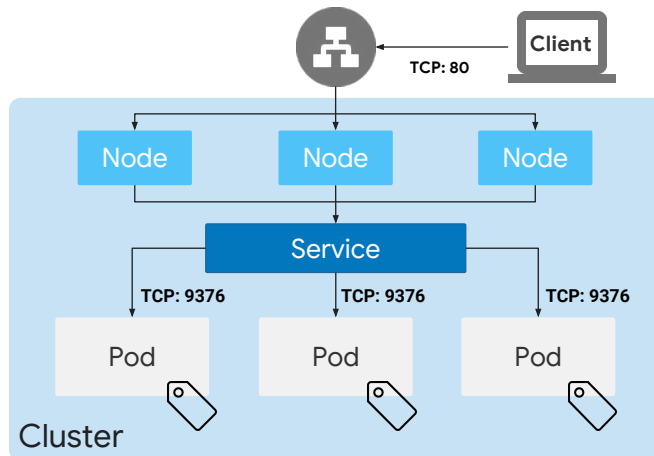 Client
TCP: 80
Node
Node
Node
Service
TCP: 9376
TCP: 9376
TCP: 9376
Pod
Pod
Pod
Cluster